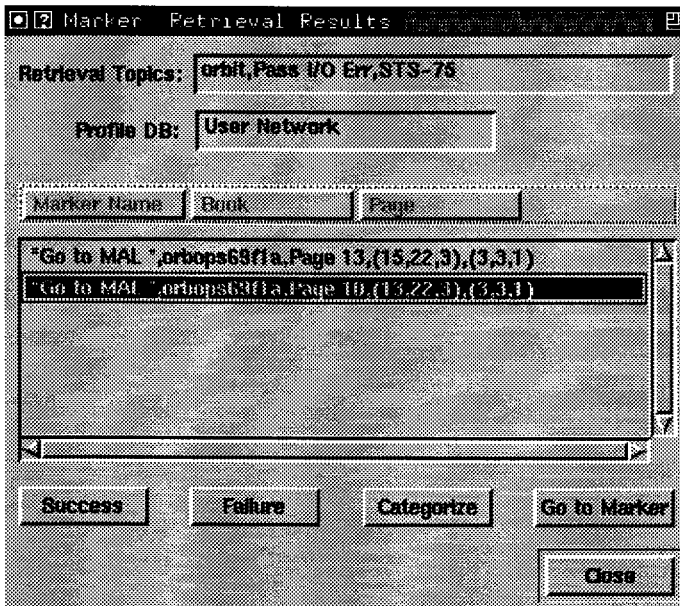 Marker Retrieval Results
Retrieval Topics: orbit,Pass I/O Err,STS-75
Profile DB: User Network
Marker Name Book Page
"Go to MAL ",orbops69f1a,Page 13,(15,22,3),(3,3,1)
"Go to MAL ",orbops69f1a,Page 10,(13,22,3),(3,3,1)
Success Failure Categorize Go to Marker
Close